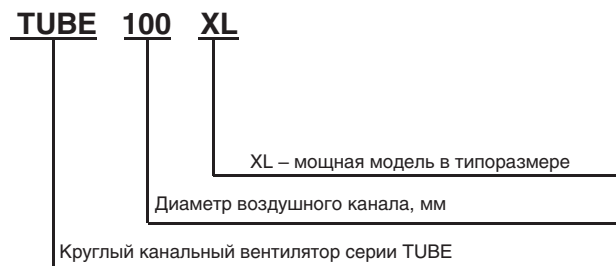 TUBE 100 XL
XL – мощная модель в типоразмере
Диаметр воздушного канала, мм
Круглый канальный вентилятор серии TUBE